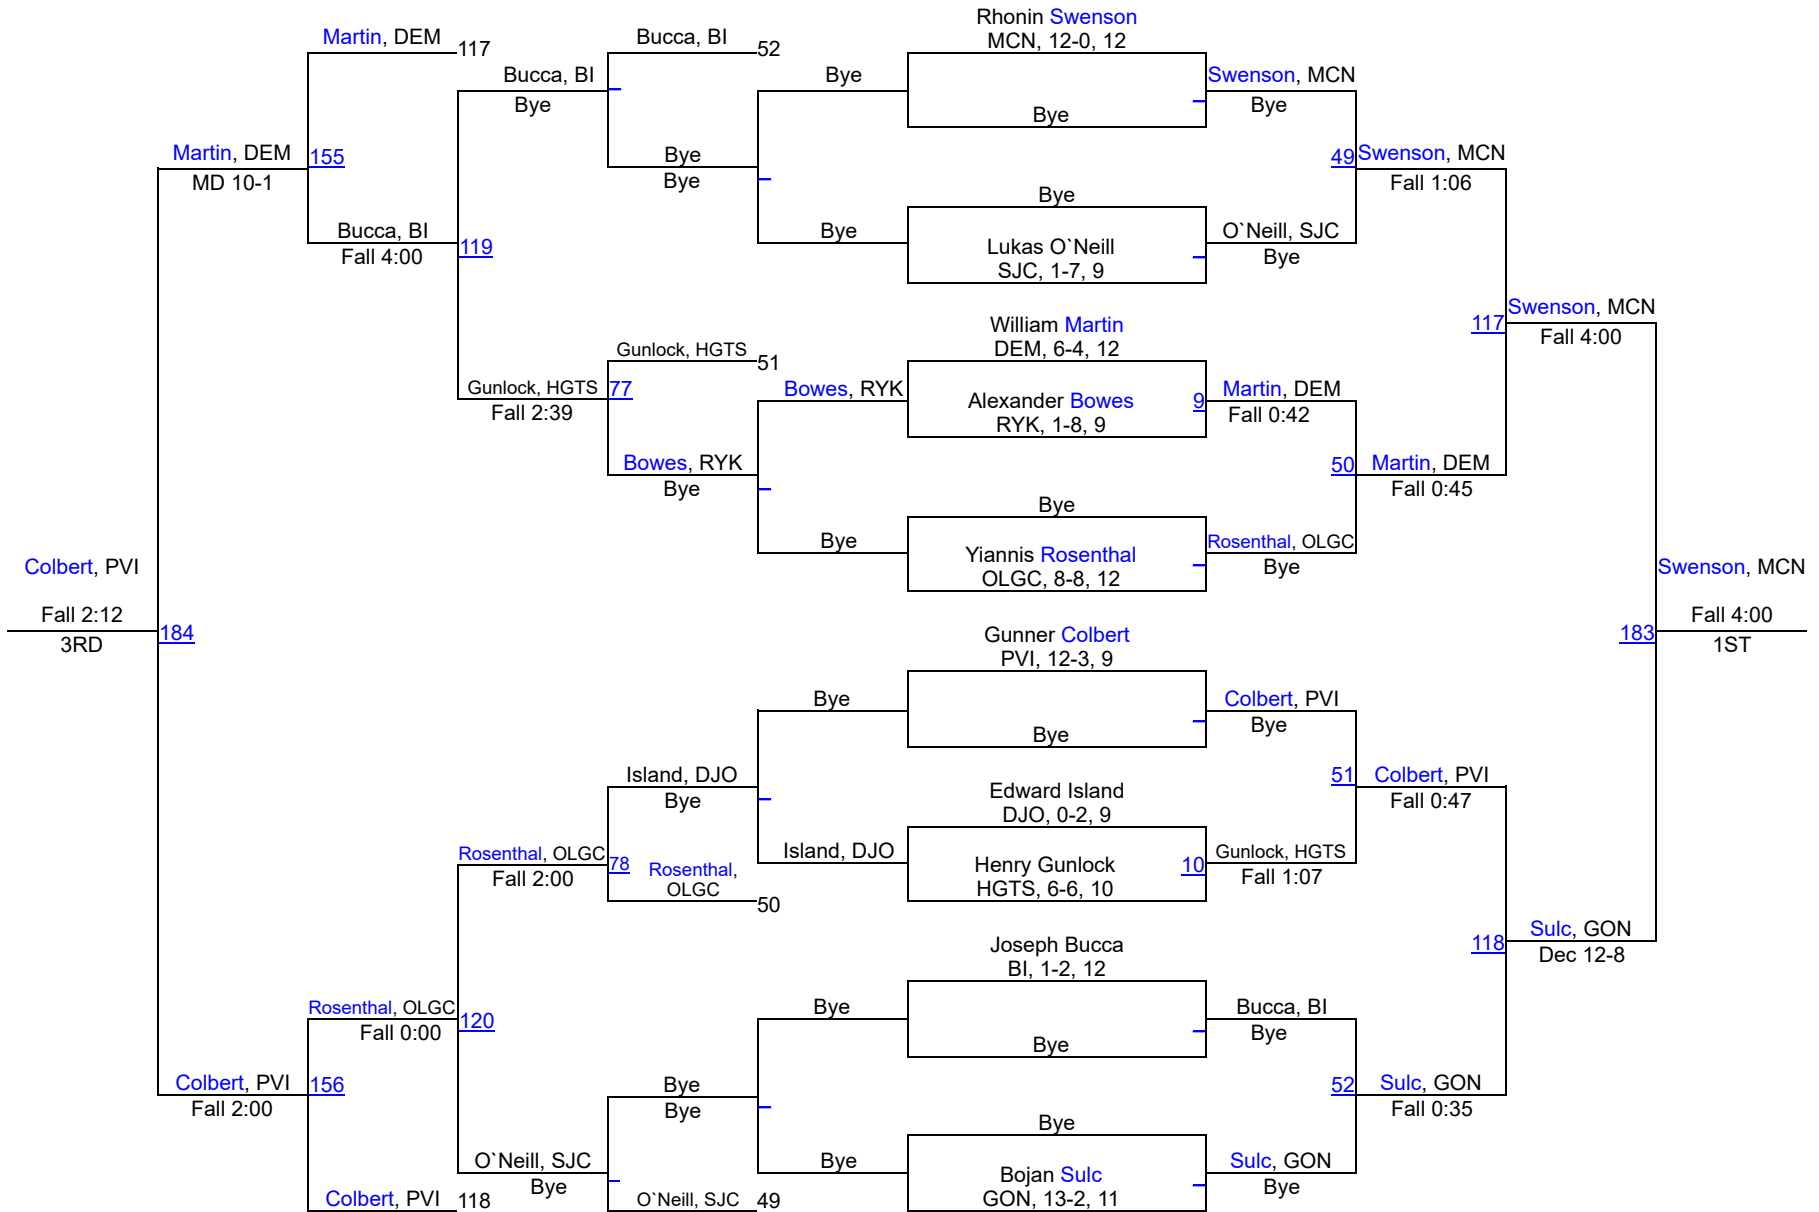 Martin, DEM
117
Bucca, BI
Bye
Martin, DEM
MD 10-1
155
Bucca, BI
Fall 4:00
119
Bucca, BI
52
Bye
Bye
Gunlock, HGTS
51
Gunlock, HGTS
Fall 2:39
77
Bowes, RYK
Bye
Colbert, PVI
Fall 2:12
3RD
184
Island, DJO
Bye
Rosenthal, OLGC
Fall 2:00
78
Rosenthal,
OLGC
50
Rosenthal, OLGC
Fall 0:00
120
Colbert, PVI
Fall 2:00
156
Bye
Bye
O`Neill, SJC
Bye
O`Neill, SJC
49
Colbert, PVI
118
Bye
Bye
Bowes, RYK
Bye
Bye
Island, DJO
Bye
Bye
Rhonin Swenson
MCN, 12-0, 12
Bye
Bye
Lukas O`Neill
SJC, 1-7, 9
William Martin
DEM, 6-4, 12
Alexander Bowes
RYK, 1-8, 9
9
Bye
Yiannis Rosenthal
OLGC, 8-8, 12
Gunner Colbert
PVI, 12-3, 9
Bye
Edward Island
DJO, 0-2, 9
Henry Gunlock
HGTS, 6-6, 10
10
Joseph Bucca
BI, 1-2, 12
Bye
Bye
Bojan Sulc
GON, 13-2, 11
Swenson, MCN
Bye
49
O`Neill, SJC
Bye
Martin, DEM
Fall 0:42
50
Rosenthal, OLGC
Bye
Colbert, PVI
Bye
51
Gunlock, HGTS
Fall 1:07
Bucca, BI
Bye
52
Sulc, GON
Bye
Swenson, MCN
Fall 1:06
117
Martin, DEM
Fall 0:45
Colbert, PVI
Fall 0:47
118
Sulc, GON
Fall 0:35
Swenson, MCN
Fall 4:00
183
Sulc, GON
Dec 12-8
Swenson, MCN
Fall 4:00
1ST